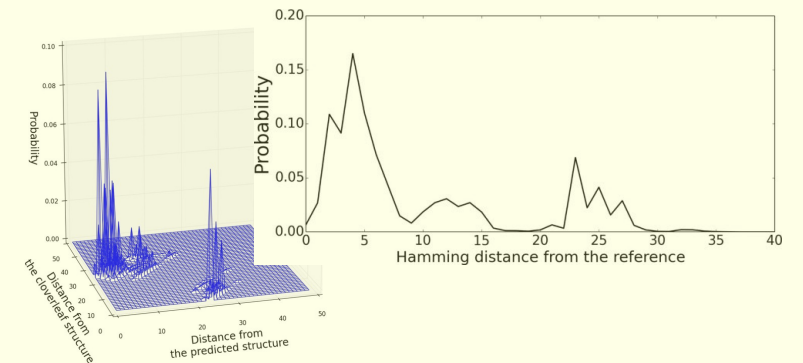 0.10
0.08
0.06
0.04
0.02
0.00
Probability
50
40
30
20
10
0
Distance from
the cloverleaf structure
0
10
20
30
40
50
Distance from
the predicted structure
0.20
0.15
0.10
0.05
0.00
Probability
0 5 10 15 20 25 30 35 40
Hamming distance from the reference